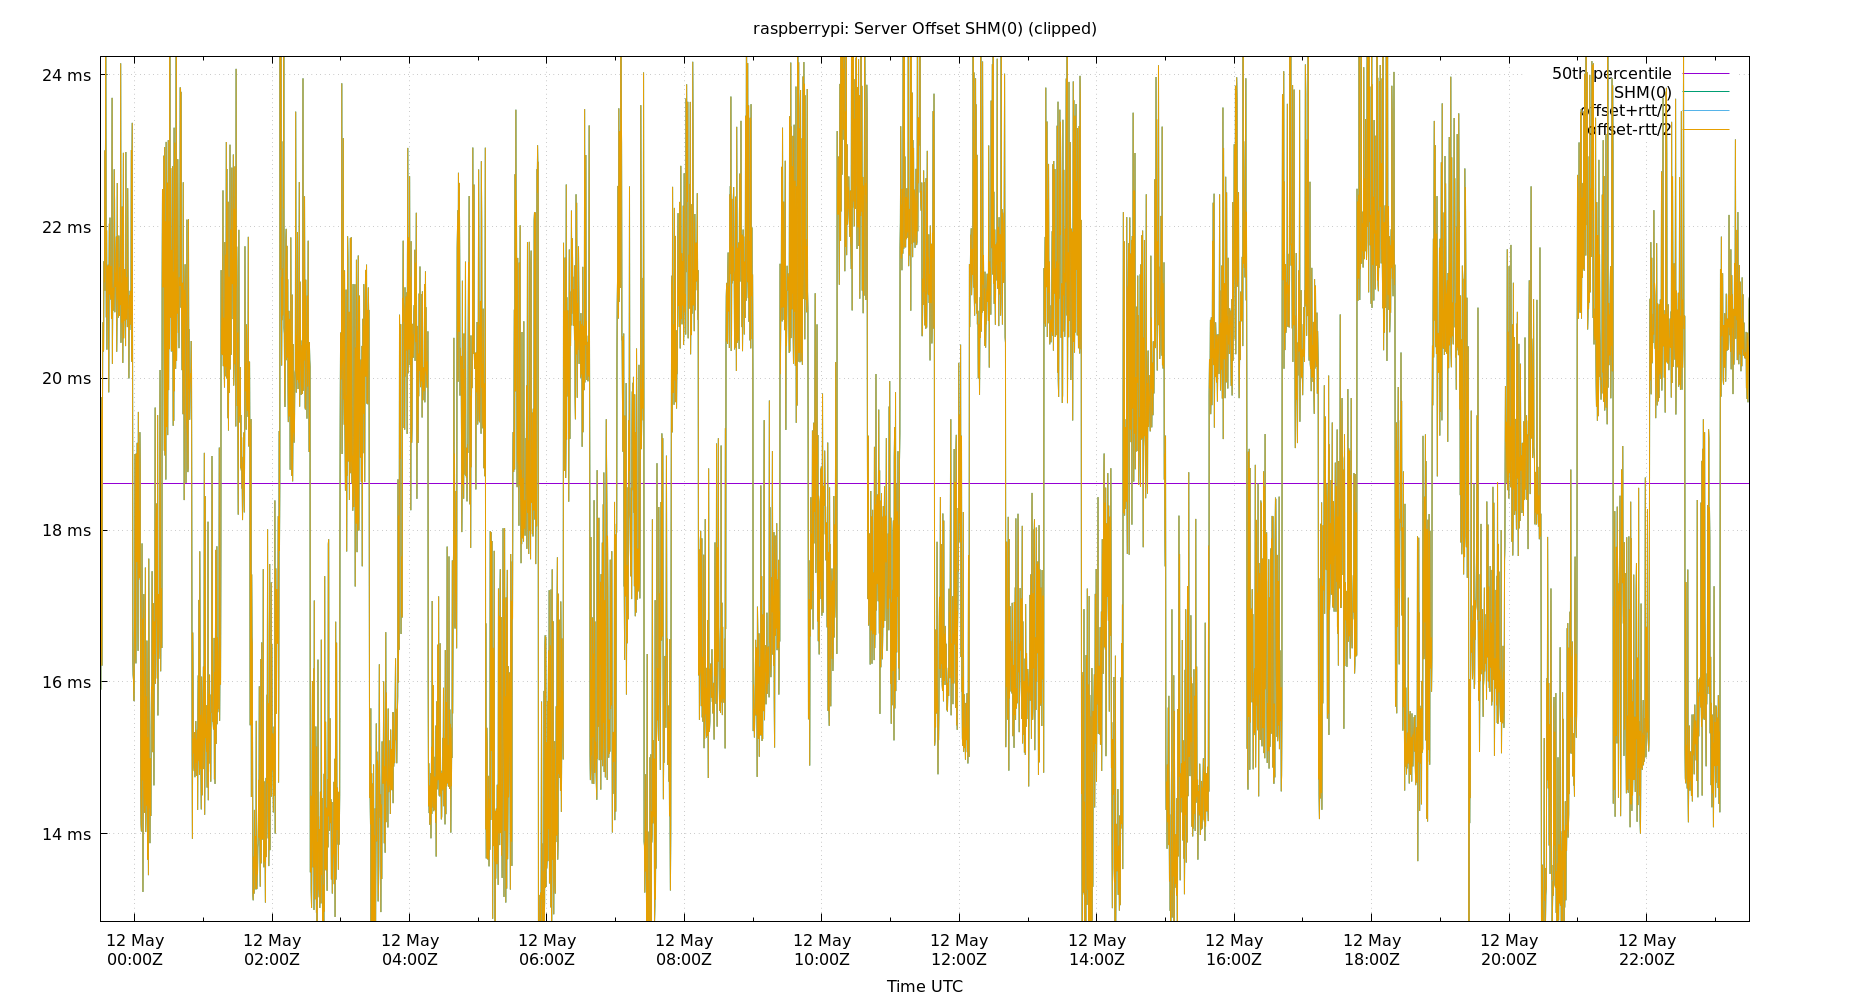 raspberrypi: Server Offset SHM(0) (clipped)
24 ms
22 ms
20 ms
18 ms
16 ms
14 ms
50th percentile
SHM(0)
offset+rtt/2
offset-rtt/2
12 May 12 May 12 May 12 May 12 May 12 May 12 May 12 May 12 May 12 May 12 May 12 May
00:00Z 02:00Z 04:00Z 06:00Z 08:00Z 10:00Z 12:00Z 14:00Z 16:00Z 18:00Z 20:00Z 22:00Z
Time UTC